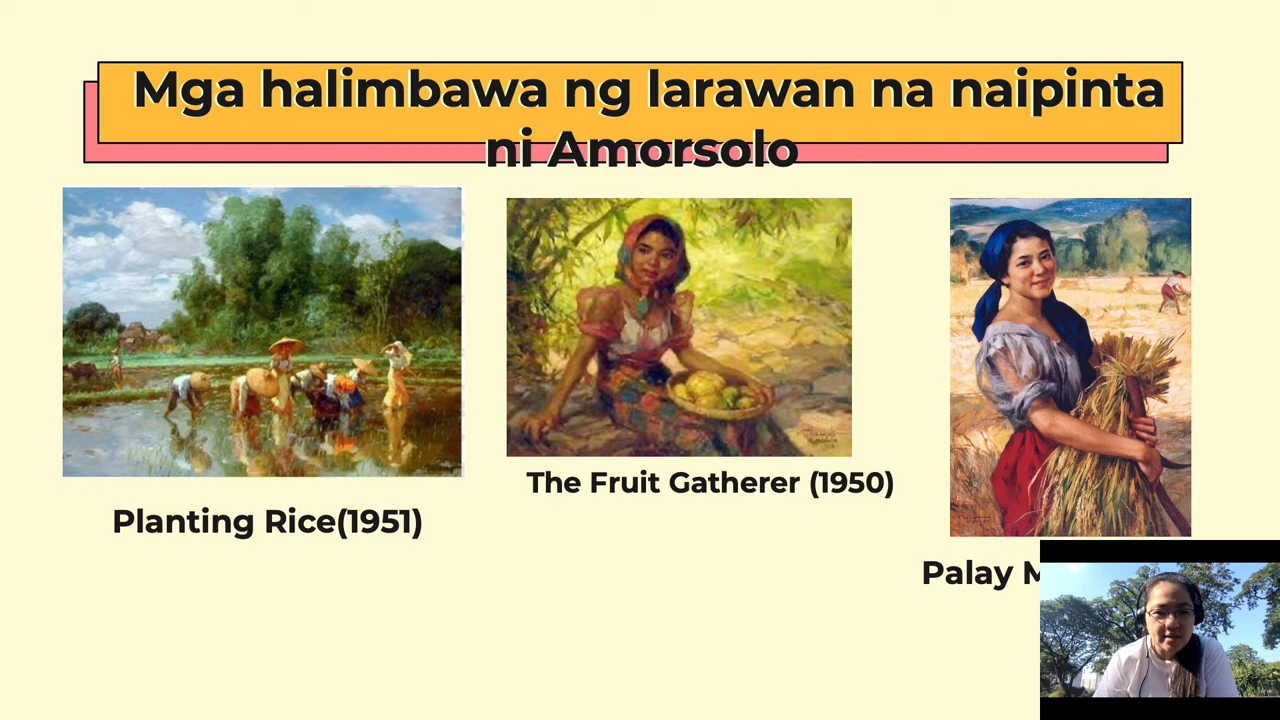 Mga halimbawa ng larawan na naipinta
ni Amorsolo
The Fruit Gatherer (1950)
Planting Rice(1951)
Palay